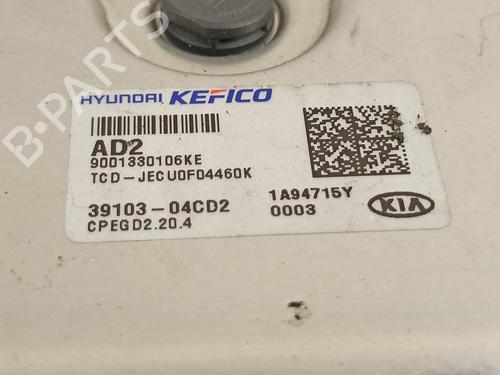 HYUNDAI KEFICO
AD2
9001330106KE
TCD-JECU0F04460K
39103-04CD2
CPEGD2.20.4
1A94715Y
0003
KIA
B-PARTS